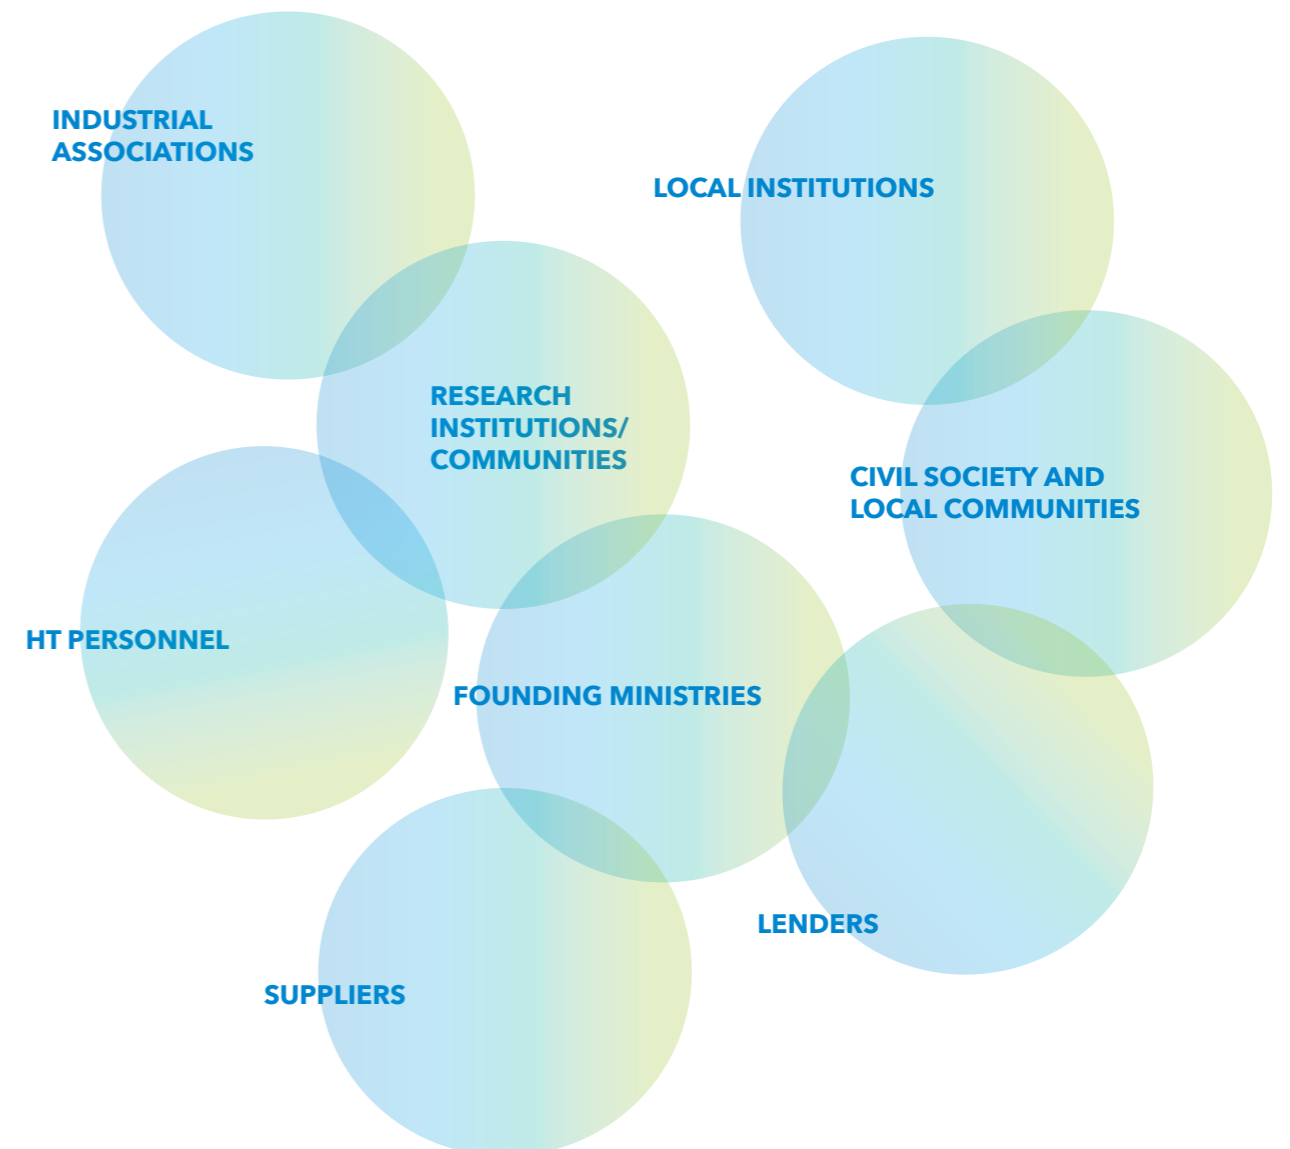 INDUSTRIAL
ASSOCIATIONS
LOCAL INSTITUTIONS
RESEARCH
INSTITUTIONS/
COMMUNITIES
CIVIL SOCIETY AND
LOCAL COMMUNITIES
HT PERSONNEL
FOUNDING MINISTRIES
LENDERS
SUPPLIERS